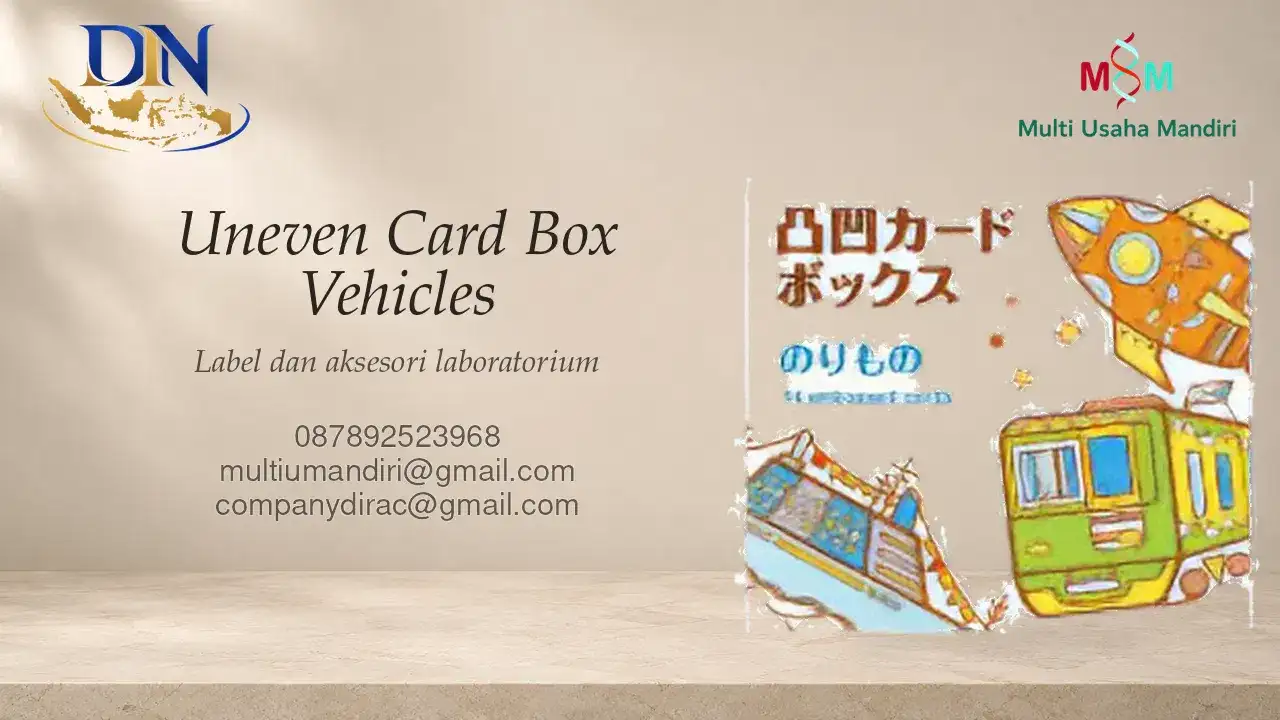 DIN
M M
Multi Usaha Mandiri
Uneven Card Box
Vehicles
Label dan aksesori laboratorium
087892523968
multiumandiri@gmail.com
companydirac@gmail.com
凸凹カード
ボックス
のりもの